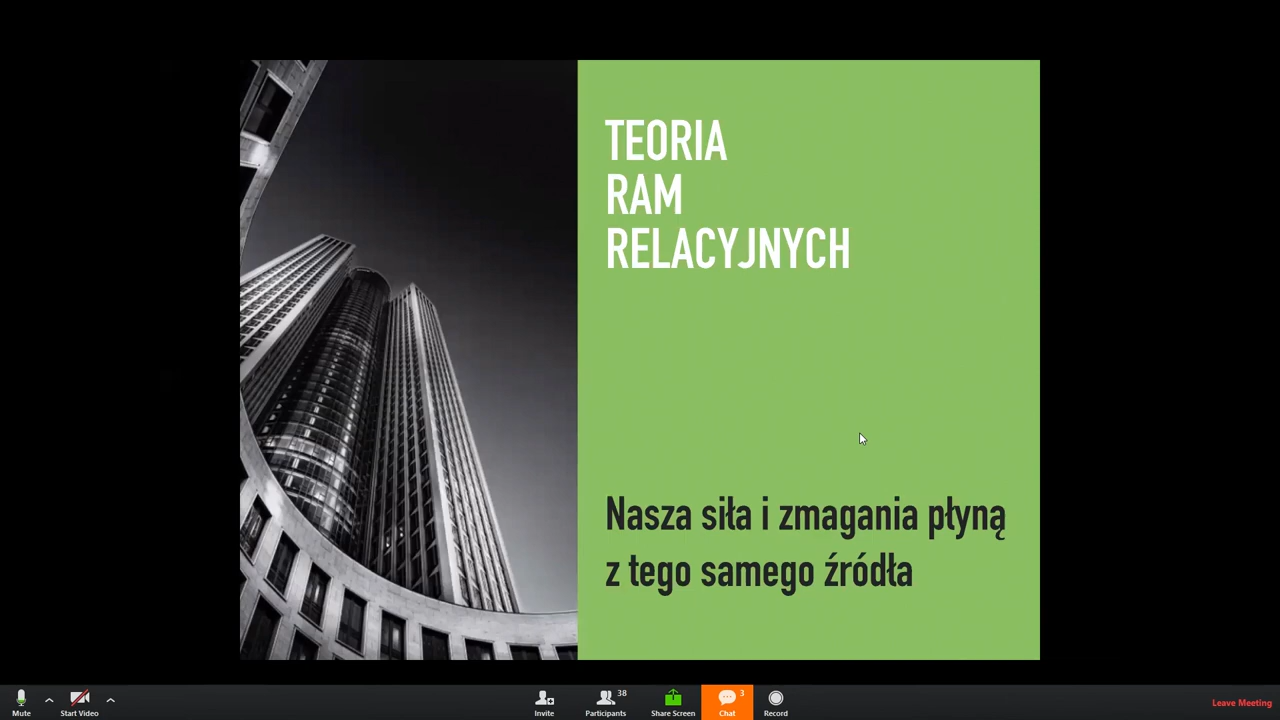 TEORIA
RAM
RELACYJNYCH
Nasza siła i zmagania płyną
z tego samego źródła
Mute
Start Video
Invite
38
Participants
Share Screen
3
Chat
Record
Leave Meeting